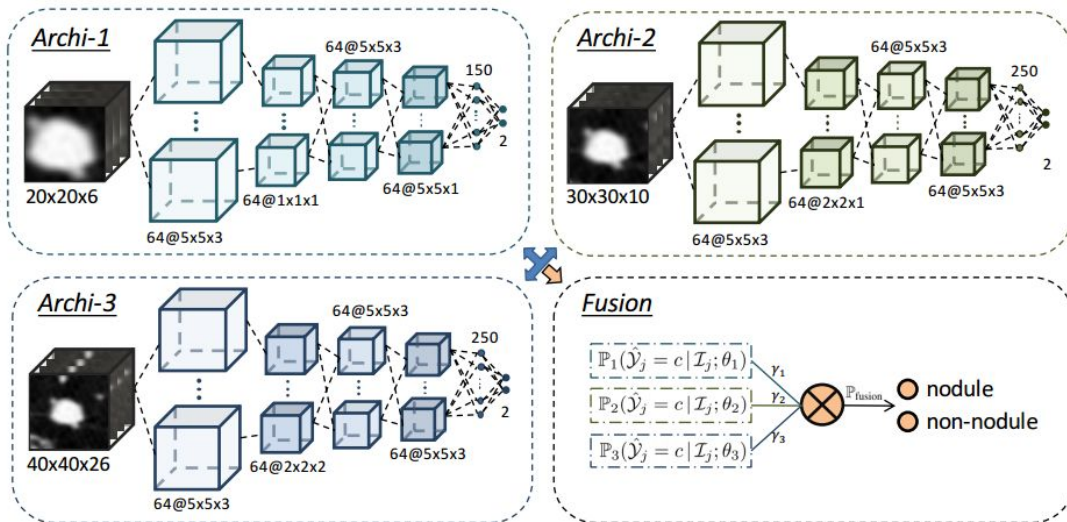 Archi-1
64@5x5x3
150
2
20x20x6
64@1x1x1
64@5x5x1
64@5x5x3
Archi-2
64@5x5x3
250
2
30x30x10
64@2x2x1
64@5x5x3
64@5x5x3
Archi-3
64@5x5x3
250
2
40x40x26
64@2x2x2
64@5x5x3
64@5x5x3
Fusion
ℙ₁(Ŷⱼ = c | 𝓘ⱼ; θ₁)
γ₁
ℙ₂(Ŷⱼ = c | 𝓘ⱼ; θ₂)
γ₂
ℙ₃(Ŷⱼ = c | 𝓘ⱼ; θ₃)
γ₃
ℙfusion
nodule
non-nodule